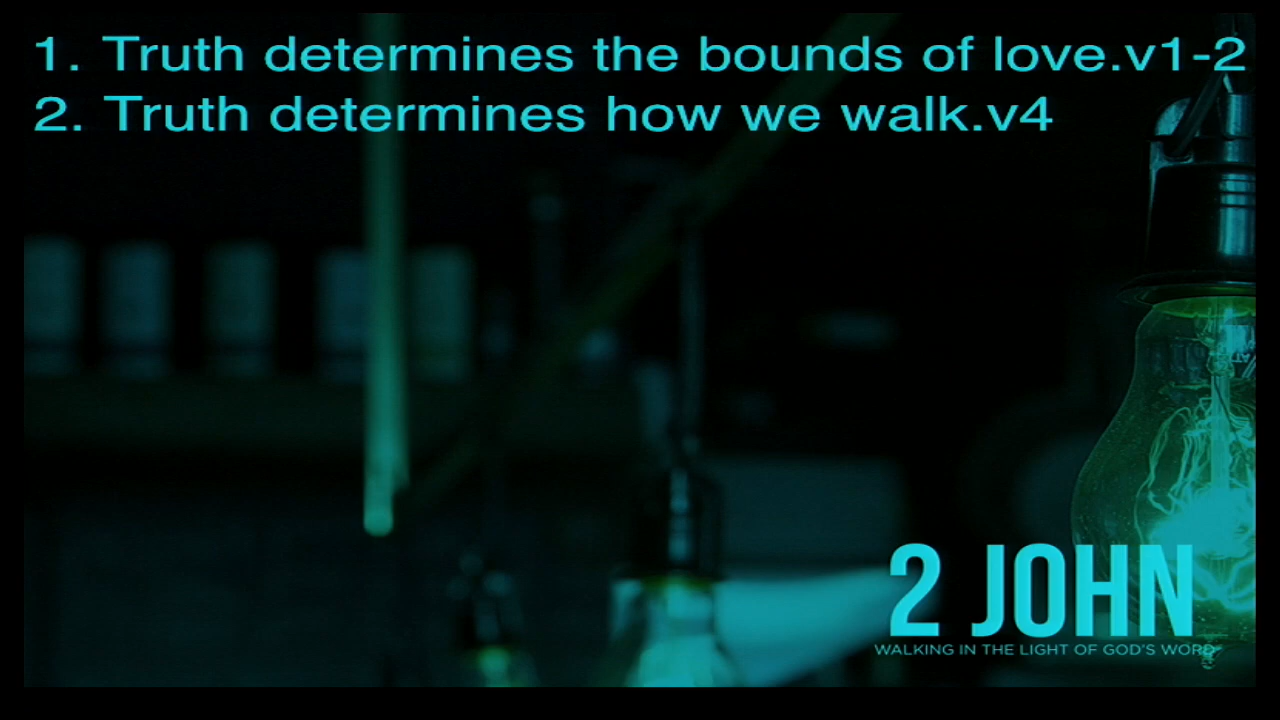 1. Truth determines the bounds of love.v1-2
2. Truth determines how we walk.v4
2 JOHN
WALKING IN THE LIGHT OF GOD'S WORD